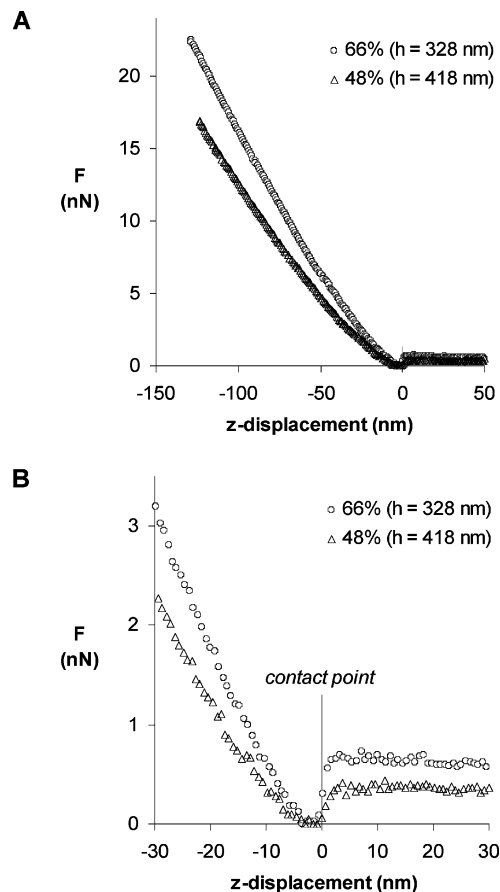 A
○ 66% (h = 328 nm)
△ 48% (h = 418 nm)
20
15
10
5
0
F
(nN)
-150 -100 -50 0 50
z-displacement (nm)
B
○ 66% (h = 328 nm)
△ 48% (h = 418 nm)
3
2
1
0
F
(nN)
contact point
-30 -20 -10 0 10 20 30
z-displacement (nm)